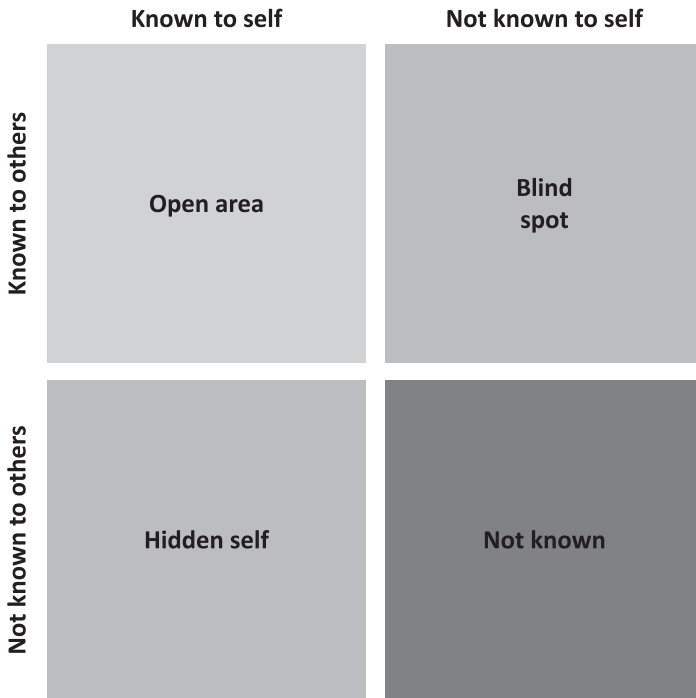 Known to self
Not known to self
Known to others
Open area
Blind
spot
Not known to others
Hidden self
Not known